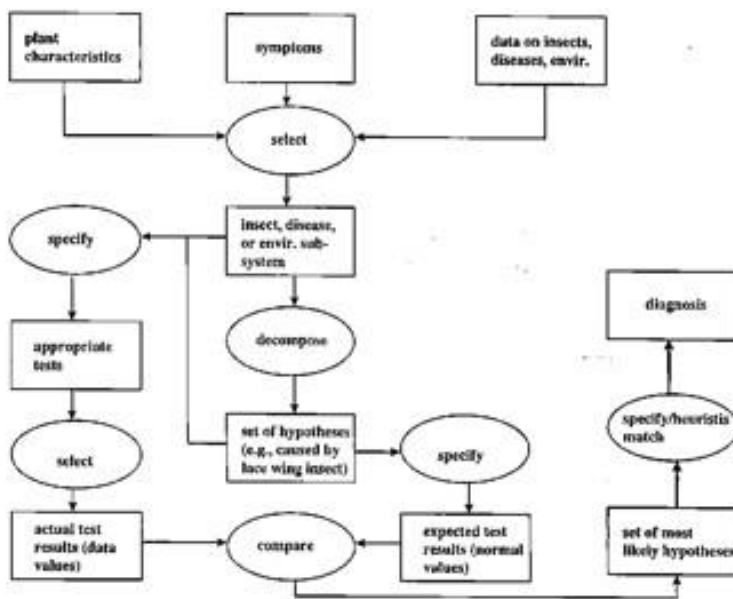 plant
characteristics
symptoms
data on insects,
diseases, envir.
select
specify
insect, disease,
or envir. sub-
system
diagnosis
appropriate
tests
decompose
specify/heuristis
match
select
set of hypotheses
(e.g., caused by
lace wing insect)
specify
actual test
results (data
values)
compare
expected test
results (normal
values)
set of most
likely hypotheses